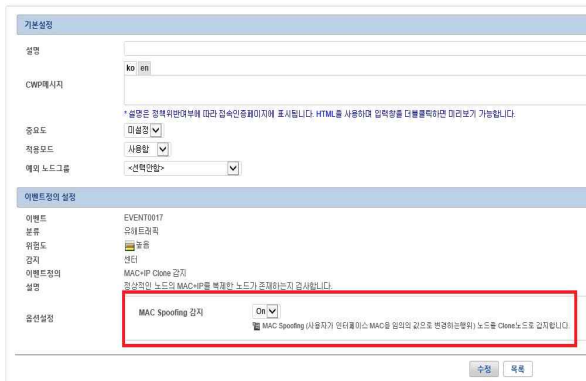 기본설정
설명
ko en
CWP메시지
* 설명은 정책위반여부에 따라 접속인증페이지에 표시됩니다. HTML을 사용하며 입력창을 더블클릭하면 미리보기 가능합니다.
중요도 미설정
적용모드 사용함
예외 노드그룹 <선택안함>
이벤트정의 설정
이벤트 EVENT0017
분류 유해트래픽
위험도 높음
감지 센터
이벤트정의 MAC+IP Clone 감지
설명 정상적인 노드의 MAC+IP를 복제한 노드가 존재하는지 검사합니다.
옵션설정 MAC Spoofing 감지 On
MAC Spoofing (사용자가 인터페이스 MAC을 임의의 값으로 변경하는행위) 노드를 Clone노드로 감지합니다.
수정 목록